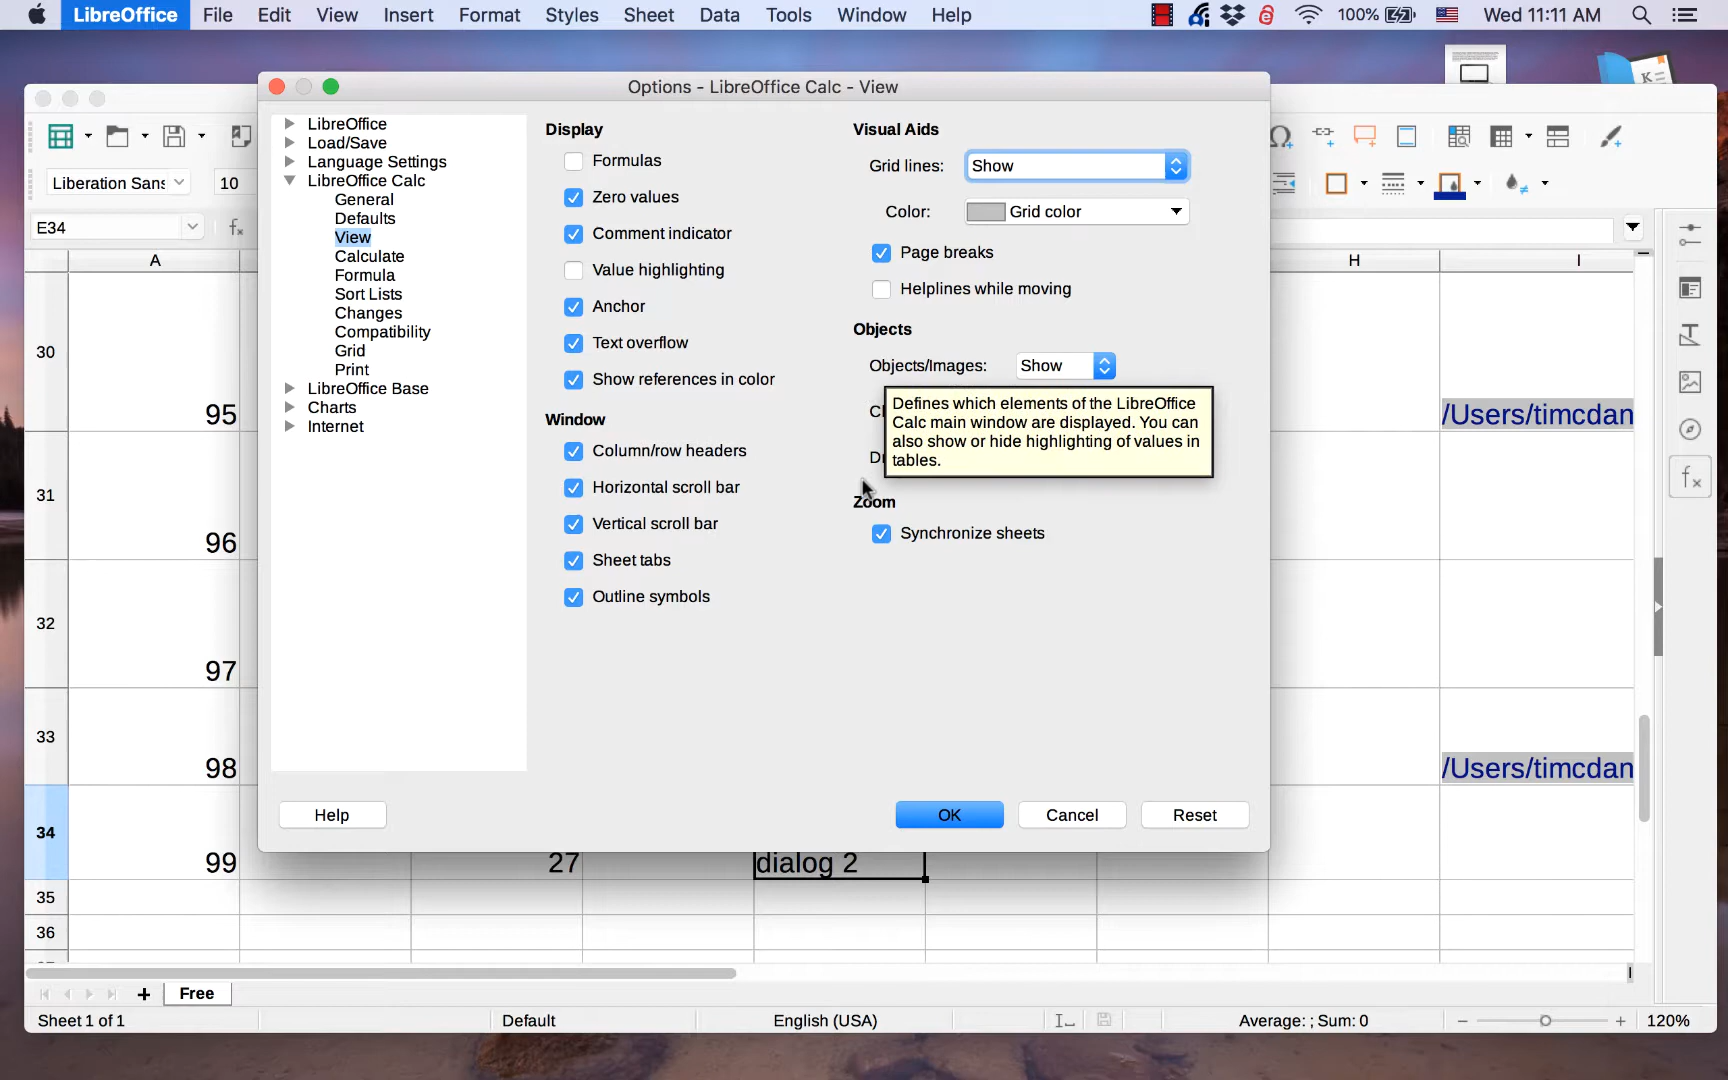 LibreOffice File Edit View Insert Format Styles Sheet Data Tools Window Help 100% Wed 11:11 AM
Options - LibreOffice Calc - View
LibreOffice
Load/Save
Language Settings
LibreOffice Calc
General
Defaults
View
Calculate
Formula
Sort Lists
Changes
Compatibility
Grid
Print
LibreOffice Base
Charts
Internet
Display
Formulas
Zero values
Comment indicator
Value highlighting
Anchor
Text overflow
Show references in color
Window
Column/row headers
Horizontal scroll bar
Vertical scroll bar
Sheet tabs
Outline symbols
Visual Aids
Grid lines: Show
Color: Grid color
Page breaks
Helplines while moving
Objects
Objects/Images: Show
Defines which elements of the LibreOffice
Calc main window are displayed. You can
also show or hide highlighting of values in
tables.
Zoom
Synchronize sheets
Help OK Cancel Reset
Liberation Sans 10
E34
A H I
30 95 /Users/timcdan
31 96
32 97
33 98 /Users/timcdan
34 99 27 dialog 2
35
36
Free
Sheet 1 of 1 Default English (USA) Average: ; Sum: 0 120%